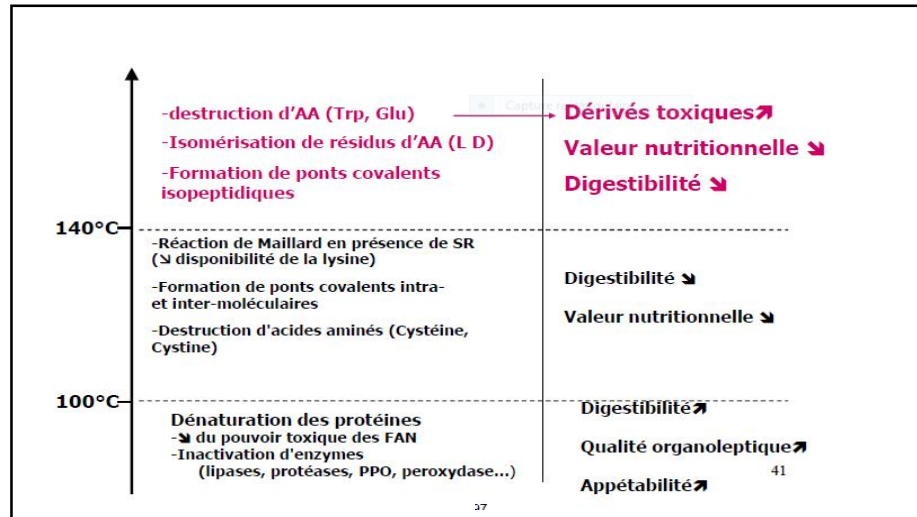 -destruction d'AA (Trp, Glu)
Dérivés toxiques↗
-Isomérisation de résidus d'AA (L D)
Valeur nutritionnelle ↘
-Formation de ponts covalents
isopeptidiques
Digestibilité ↘
140°C
-Réaction de Maillard en présence de SR
(↘ disponibilité de la lysine)
-Formation de ponts covalents intra-
et inter-moléculaires
-Destruction d'acides aminés (Cystéine,
Cystine)
Digestibilité ↘
Valeur nutritionnelle ↘
100°C
Dénaturation des protéines
-↘ du pouvoir toxique des FAN
-Inactivation d'enzymes
(lipases, protéases, PPO, peroxydase...)
Digestibilité↗
Qualité organoleptique↗
41
Appétabilité↗
97